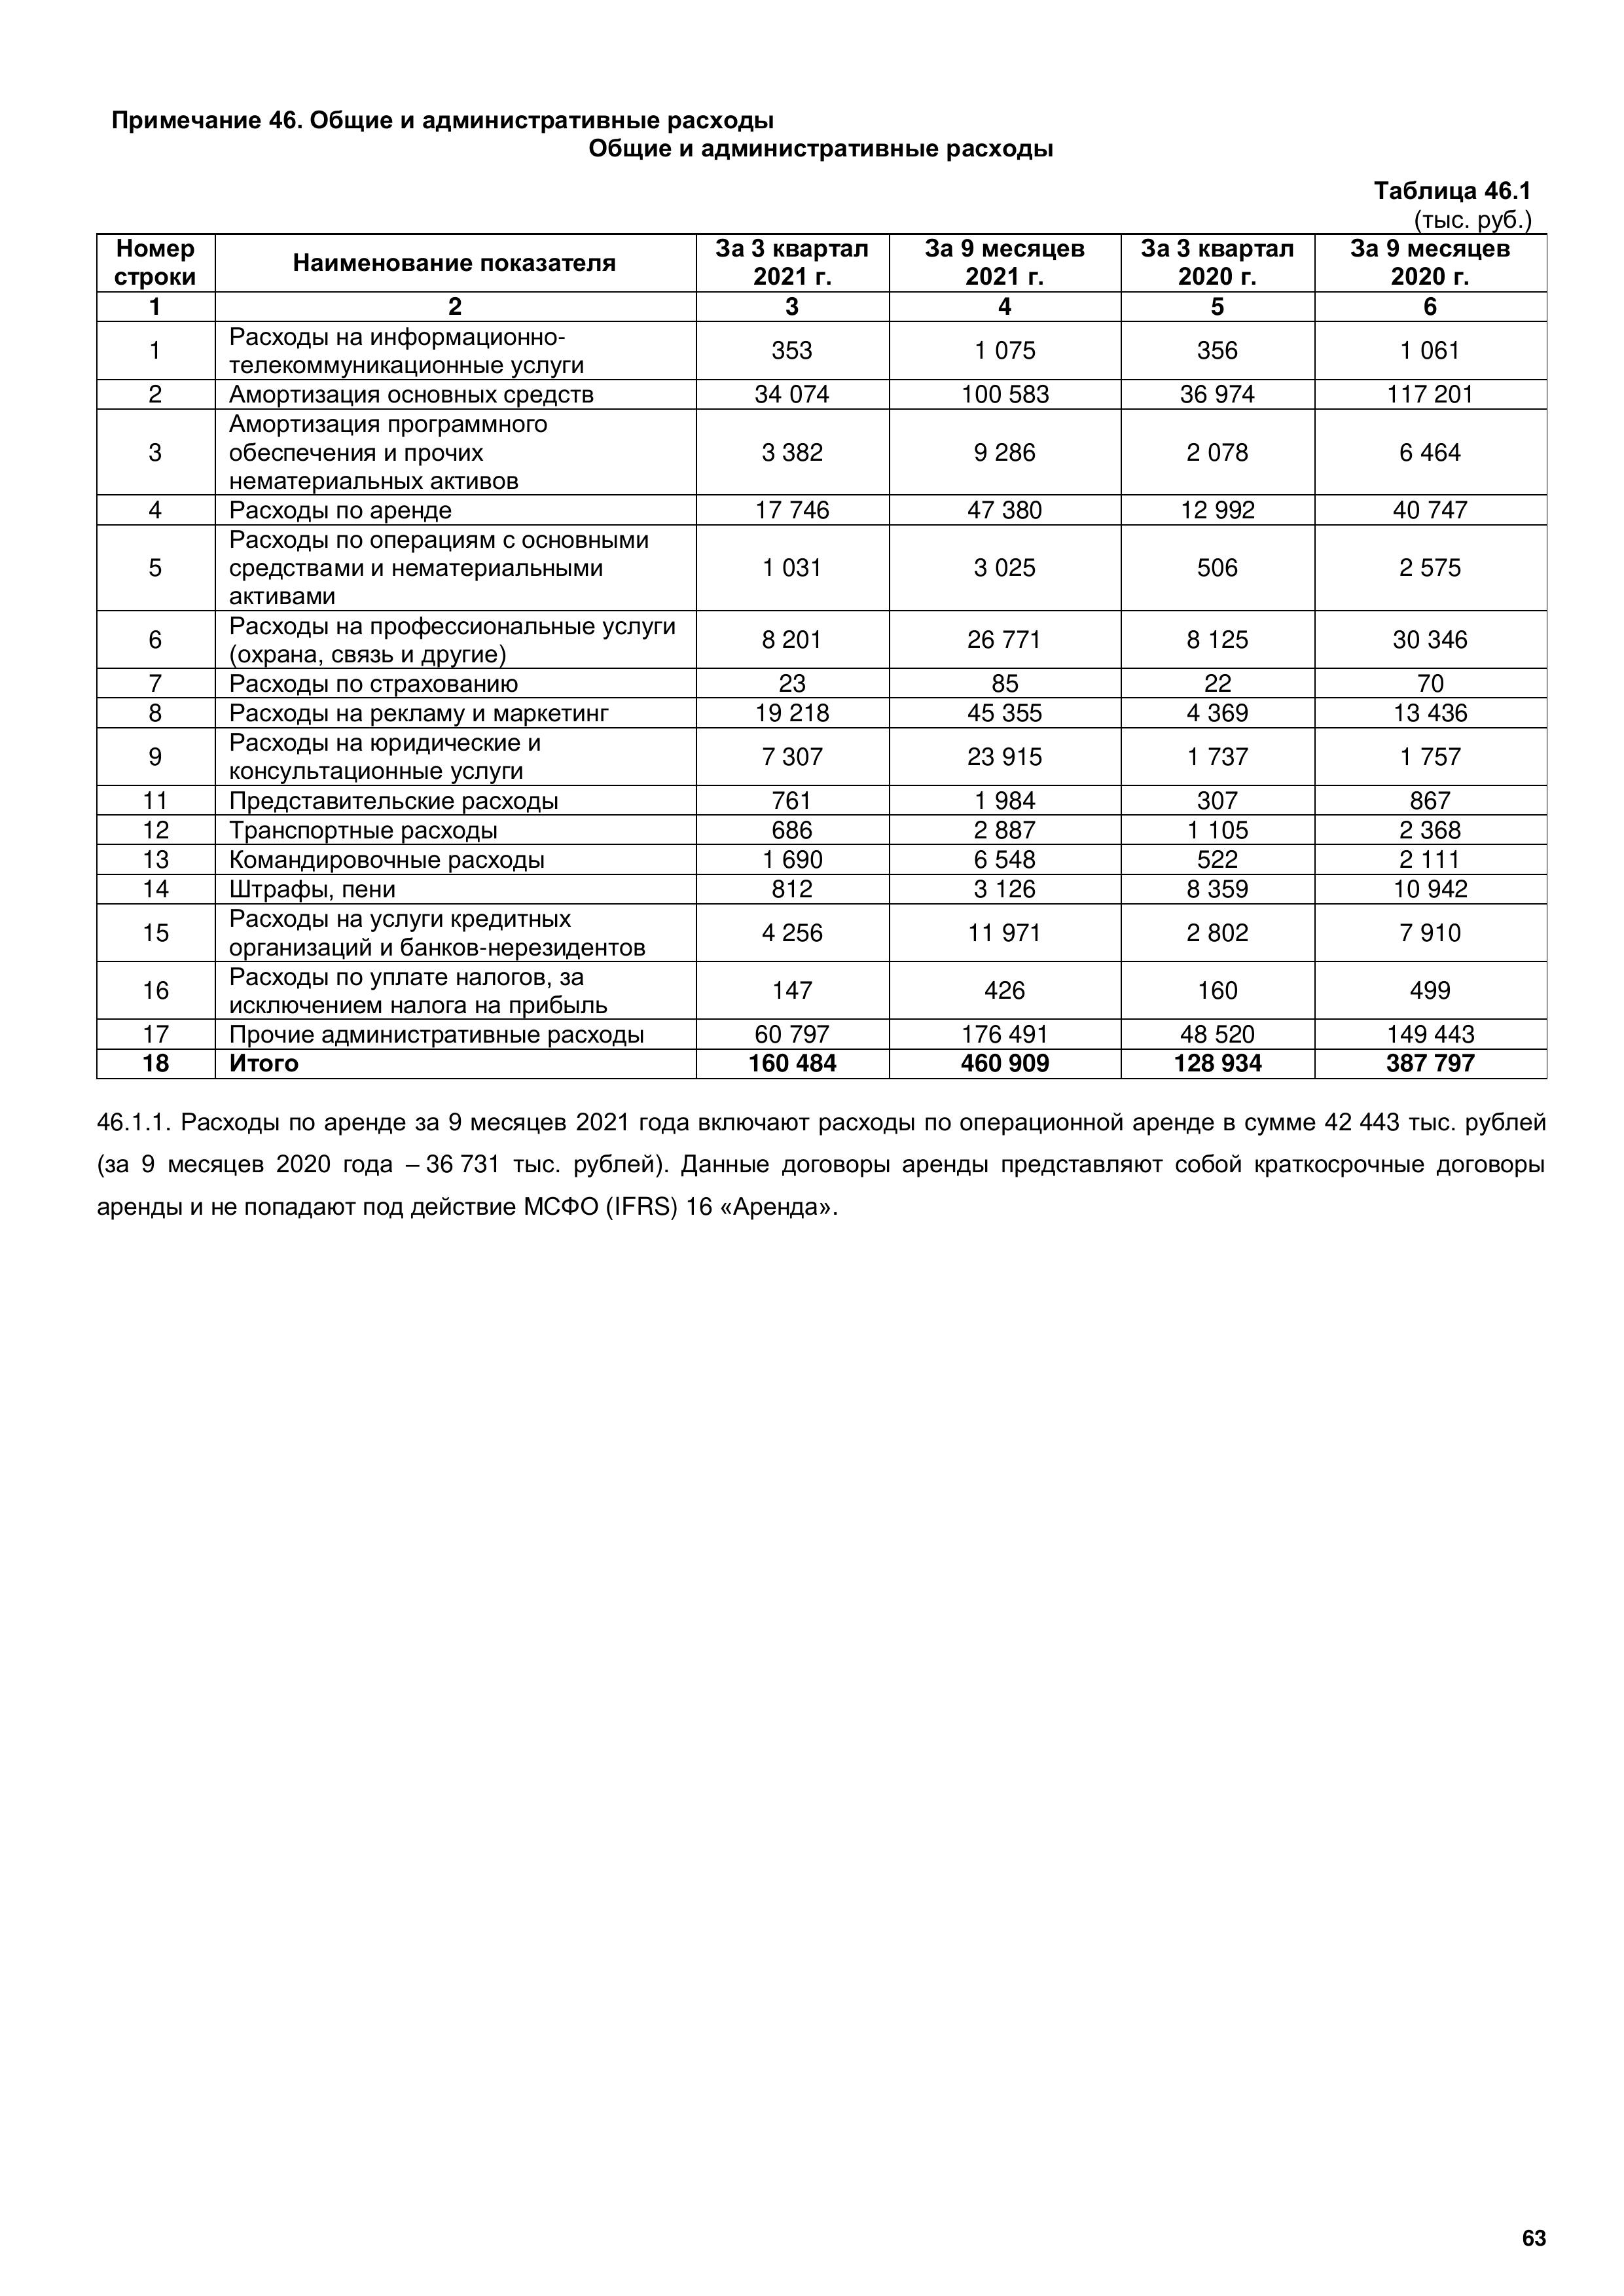 Примечание 46. Общие и административные расходы
Общие и административные расходы
Таблица 46.1
(тыс. руб.)
Номер строки Наименование показателя За 3 квартал 2021 г. За 9 месяцев 2021 г. За 3 квартал 2020 г. За 9 месяцев 2020 г.
1 2 3 4 5 6
1 Расходы на информационно-телекоммуникационные услуги 353 1 075 356 1 061
2 Амортизация основных средств 34 074 100 583 36 974 117 201
3 Амортизация программного обеспечения и прочих нематериальных активов 3 382 9 286 2 078 6 464
4 Расходы по аренде 17 746 47 380 12 992 40 747
5 Расходы по операциям с основными средствами и нематериальными активами 1 031 3 025 506 2 575
6 Расходы на профессиональные услуги (охрана, связь и другие) 8 201 26 771 8 125 30 346
7 Расходы по страхованию 23 85 22 70
8 Расходы на рекламу и маркетинг 19 218 45 355 4 369 13 436
9 Расходы на юридические и консультационные услуги 7 307 23 915 1 737 1 757
11 Представительские расходы 761 1 984 307 867
12 Транспортные расходы 686 2 887 1 105 2 368
13 Командировочные расходы 1 690 6 548 522 2 111
14 Штрафы, пени 812 3 126 8 359 10 942
15 Расходы на услуги кредитных организаций и банков-нерезидентов 4 256 11 971 2 802 7 910
16 Расходы по уплате налогов, за исключением налога на прибыль 147 426 160 499
17 Прочие административные расходы 60 797 176 491 48 520 149 443
18 Итого 160 484 460 909 128 934 387 797
46.1.1. Расходы по аренде за 9 месяцев 2021 года включают расходы по операционной аренде в сумме 42 443 тыс. рублей
(за 9 месяцев 2020 года – 36 731 тыс. рублей). Данные договоры аренды представляют собой краткосрочные договоры
аренды и не попадают под действие МСФО (IFRS) 16 «Аренда».
63